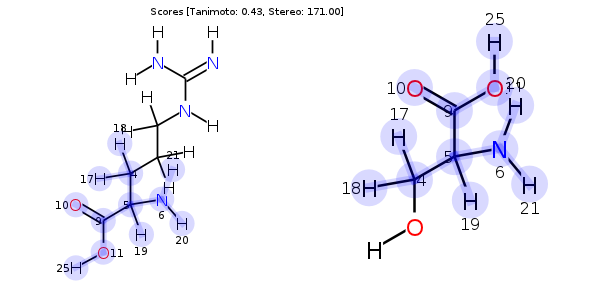 Scores [Tanimoto: 0.43, Stereo: 171.00]
H H
H N N
H N H
18 H H
17 H 4 21 H H
10 O 5 N 6 H
9 H 19 H 20
25 H O 11
25
H
10 O O 11 20
17 9 H
H 5 N 6
18 H 4 H 19 H 21
O
H